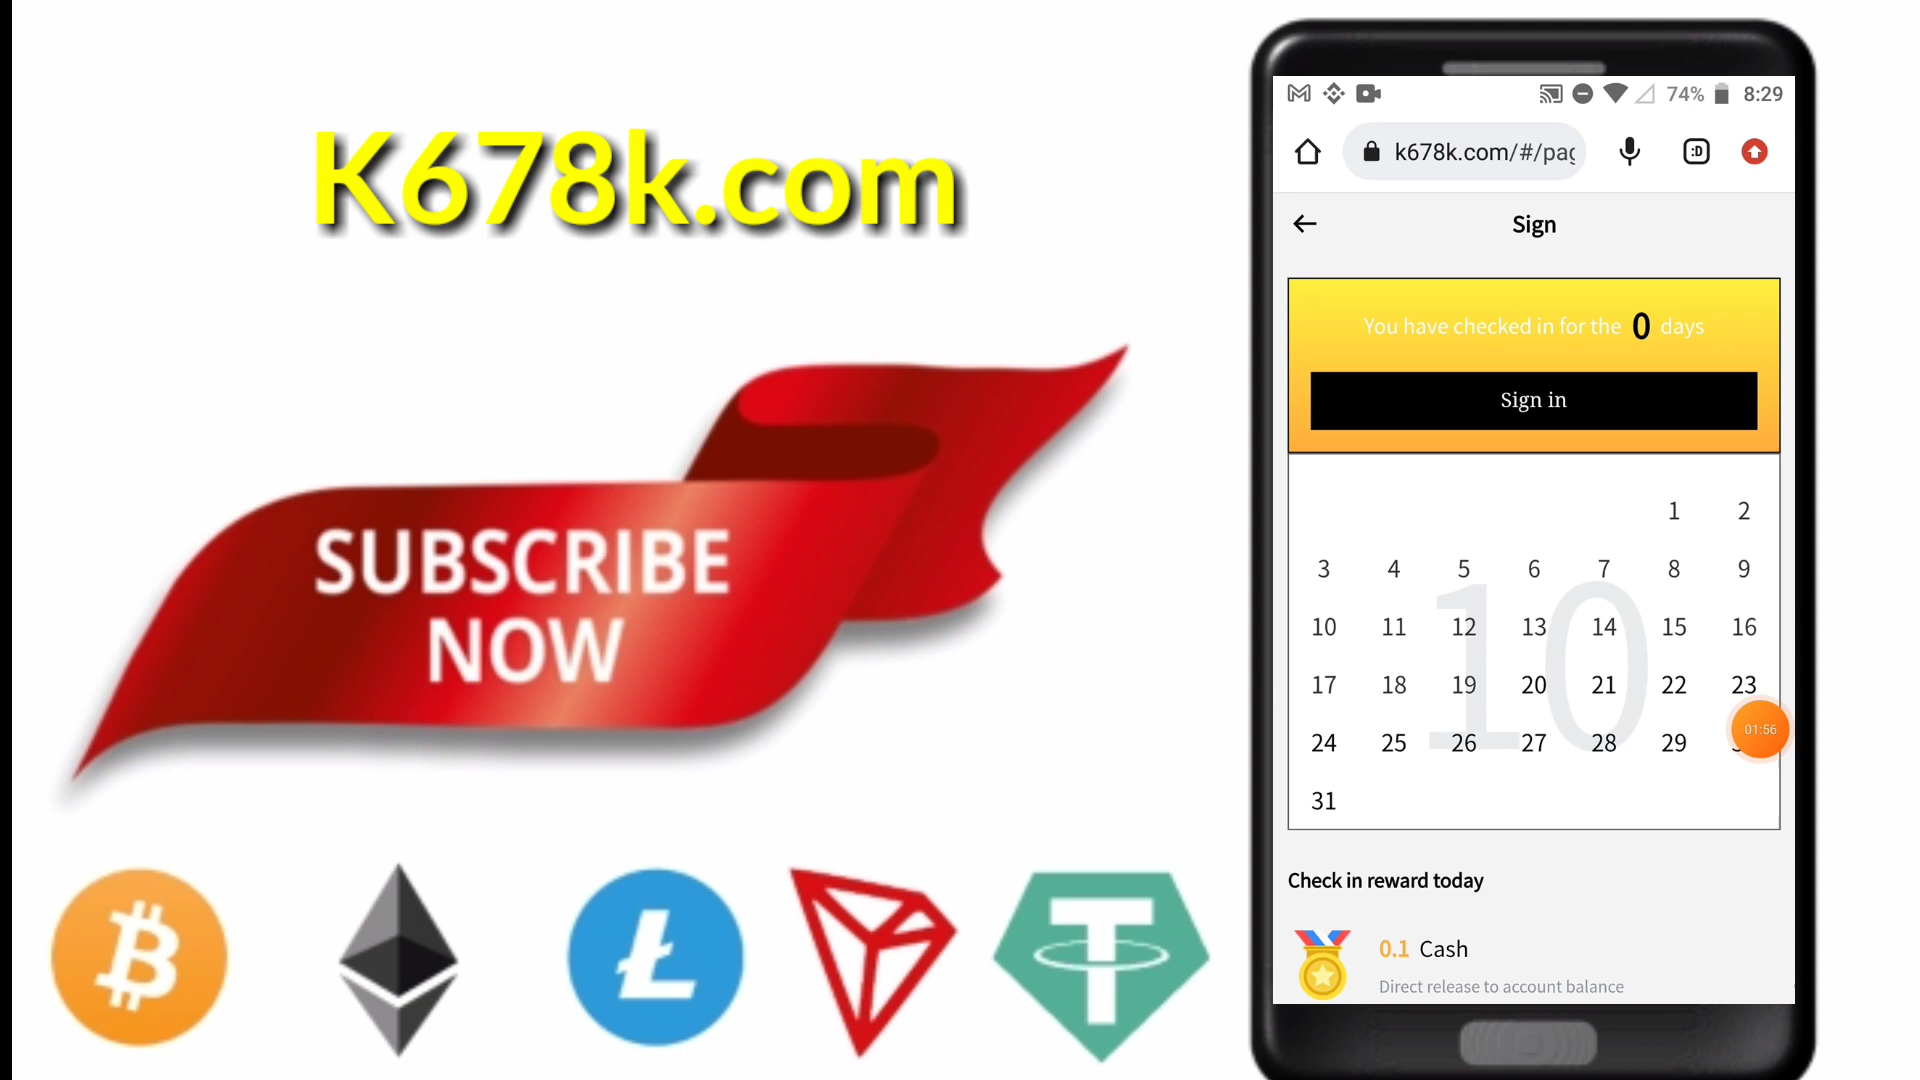 K678k.com
SUBSCRIBE
NOW
74% 8:29
k678k.com/#/pag
:D
Sign
You have checked in for the 0 days
Sign in
10
1 2
3 4 5 6 7 8 9
10 11 12 13 14 15 16
17 18 19 20 21 22 23
24 25 26 27 28 29
01:56
31
Check in reward today
0.1 Cash
Direct release to account balance